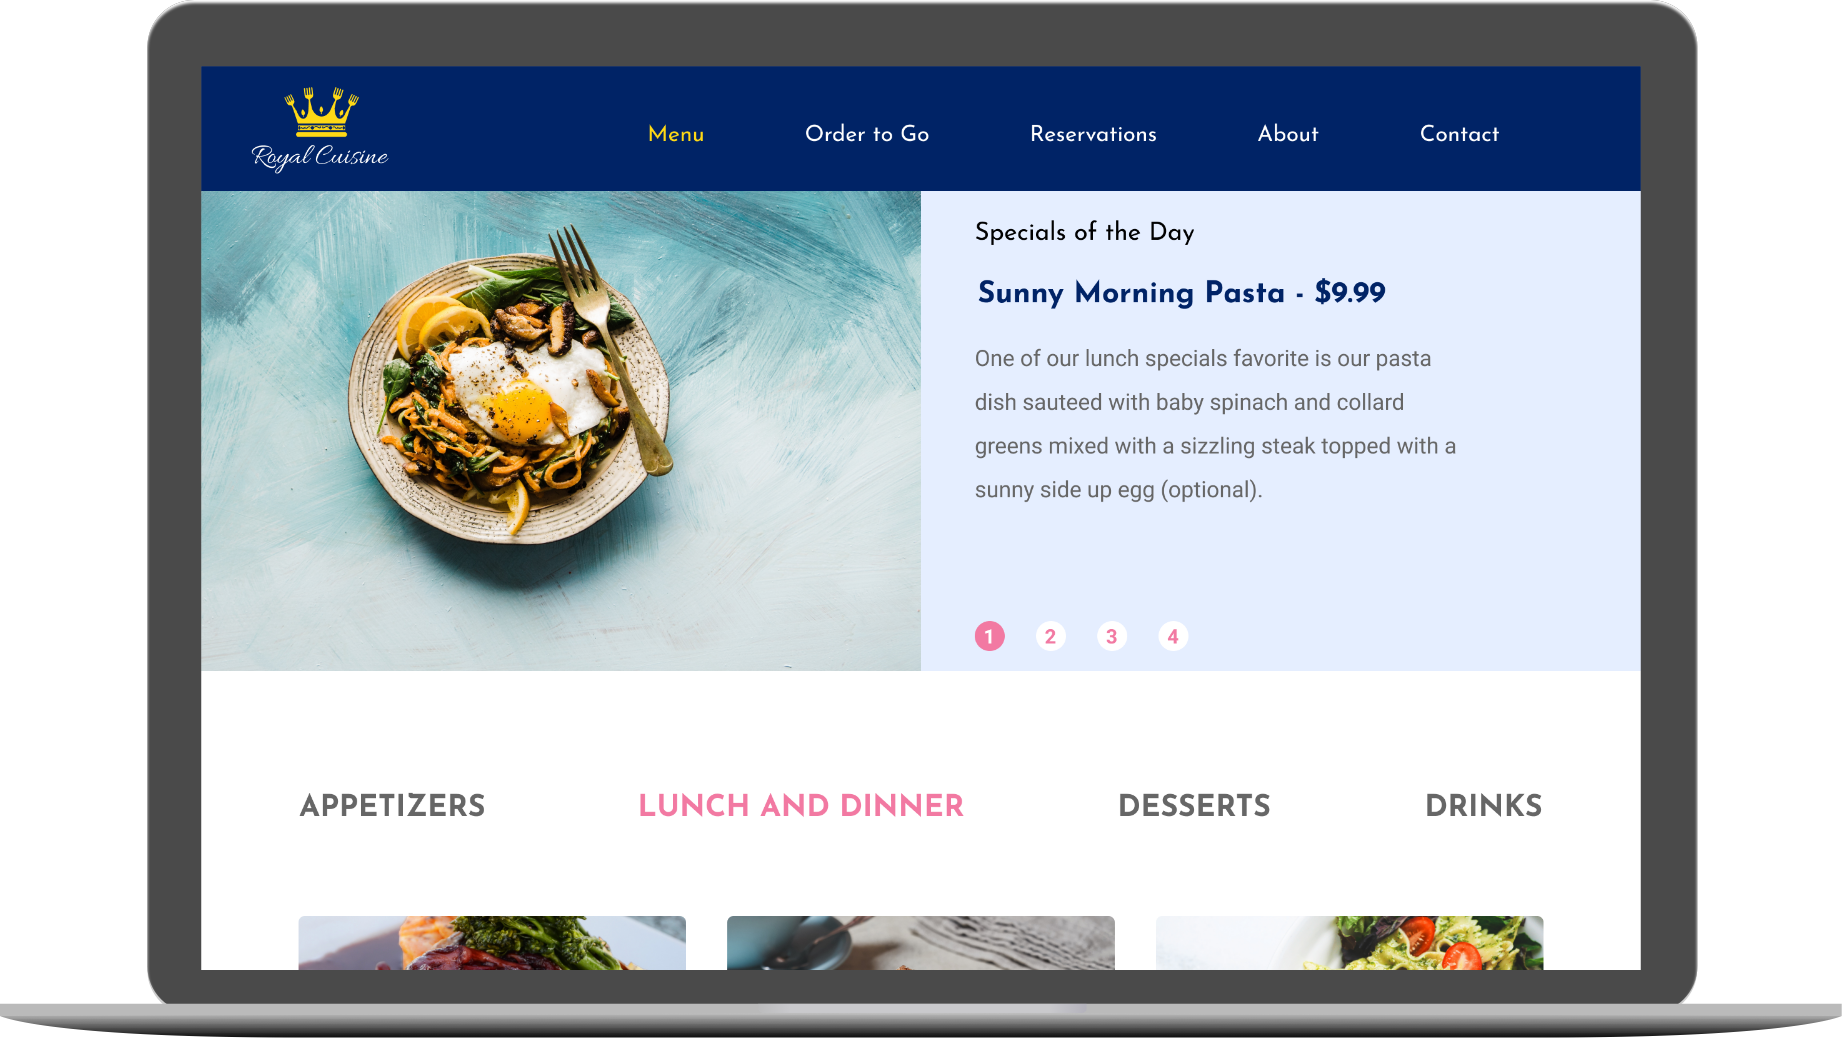 Royal Cuisine
Menu Order to Go Reservations About Contact
Specials of the Day
Sunny Morning Pasta - $9.99
One of our lunch specials favorite is our pasta
dish sauteed with baby spinach and collard
greens mixed with a sizzling steak topped with a
sunny side up egg (optional).
1 2 3 4
APPETIZERS LUNCH AND DINNER DESSERTS DRINKS